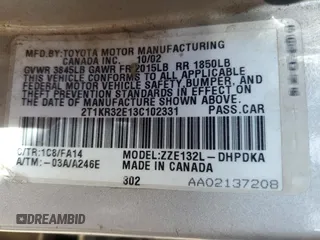 MFD.BY:TOYOTA MOTOR MANUFACTURING
CANADA INC. 10/02
GVWR 3645LB GAWR FR 2015LB RR 1850LB
THIS VEHICLE CONFORMS TO ALL APPLICABLE
FEDERAL MOTOR VEHICLE SAFETY, BUMPER,
AND THEFT PREVENTION STANDARDS IN EFFECT
ON THE DATE OF MANUFACTURE SHOWN ABOVE.
2T1KR32E13C102331 PASS.CAR
C/TR:1C8/FA14 MODEL:ZZE132L-DHPDKA
A/TM:-03A/A246E MADE IN CANADA
302 AA02137208
AUTOBIDMASTER